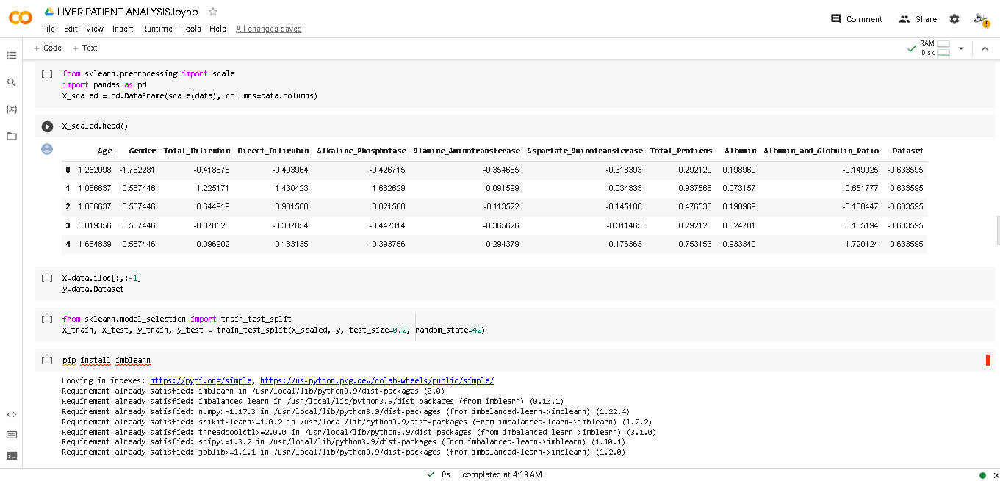 LIVER PATIENT ANALYSIS.ipynb
File Edit View Insert Runtime Tools Help All changes saved
Comment Share
+ Code + Text
RAM
Disk
[ ] from sklearn.preprocessing import scale
import pandas as pd
X_scaled = pd.DataFrame(scale(data), columns=data.columns)
X_scaled.head()
Age Gender Total_Bilirubin Direct_Bilirubin Alkaline_Phosphotase Alamine_Aminotransferase Aspartate_Aminotransferase Total_Protiens Albumin Albumin_and_Globulin_Ratio Dataset
0 1.252098 -1.762281 -0.418878 -0.493964 -0.426715 -0.354665 -0.318393 0.292120 0.198969 -0.149025 -0.633595
1 1.066637 0.567446 1.225171 1.430423 1.682629 -0.091599 -0.034333 0.937566 0.073157 -0.651777 -0.633595
2 1.066637 0.567446 0.644919 0.931508 0.821588 -0.113522 -0.145186 0.476533 0.198969 -0.180447 -0.633595
3 0.819356 0.567446 -0.370523 -0.387054 -0.447314 -0.365626 -0.311465 0.292120 0.324781 0.165194 -0.633595
4 1.684839 0.567446 0.096902 0.183135 -0.393756 -0.294379 -0.176363 0.753153 -0.933340 -1.720124 -0.633595
[ ] X=data.iloc[:,:-1]
y=data.Dataset
[ ] from sklearn.model_selection import train_test_split
X_train, X_test, y_train, y_test = train_test_split(X_scaled, y, test_size=0.2, random_state=42)
[ ] pip install imblearn
Looking in indexes: https://pypi.org/simple, https://us-python.pkg.dev/colab-wheels/public/simple/
Requirement already satisfied: imblearn in /usr/local/lib/python3.9/dist-packages (0.0)
Requirement already satisfied: imbalanced-learn in /usr/local/lib/python3.9/dist-packages (from imblearn) (0.10.1)
Requirement already satisfied: numpy>=1.17.3 in /usr/local/lib/python3.9/dist-packages (from imbalanced-learn->imblearn) (1.22.4)
Requirement already satisfied: scikit-learn>=1.0.2 in /usr/local/lib/python3.9/dist-packages (from imbalanced-learn->imblearn) (1.2.2)
Requirement already satisfied: threadpoolctl>=2.0.0 in /usr/local/lib/python3.9/dist-packages (from imbalanced-learn->imblearn) (3.1.0)
Requirement already satisfied: scipy>=1.3.2 in /usr/local/lib/python3.9/dist-packages (from imbalanced-learn->imblearn) (1.10.1)
Requirement already satisfied: joblib>=1.1.1 in /usr/local/lib/python3.9/dist-packages (from imbalanced-learn->imblearn) (1.2.0)
0s completed at 4:19 AM